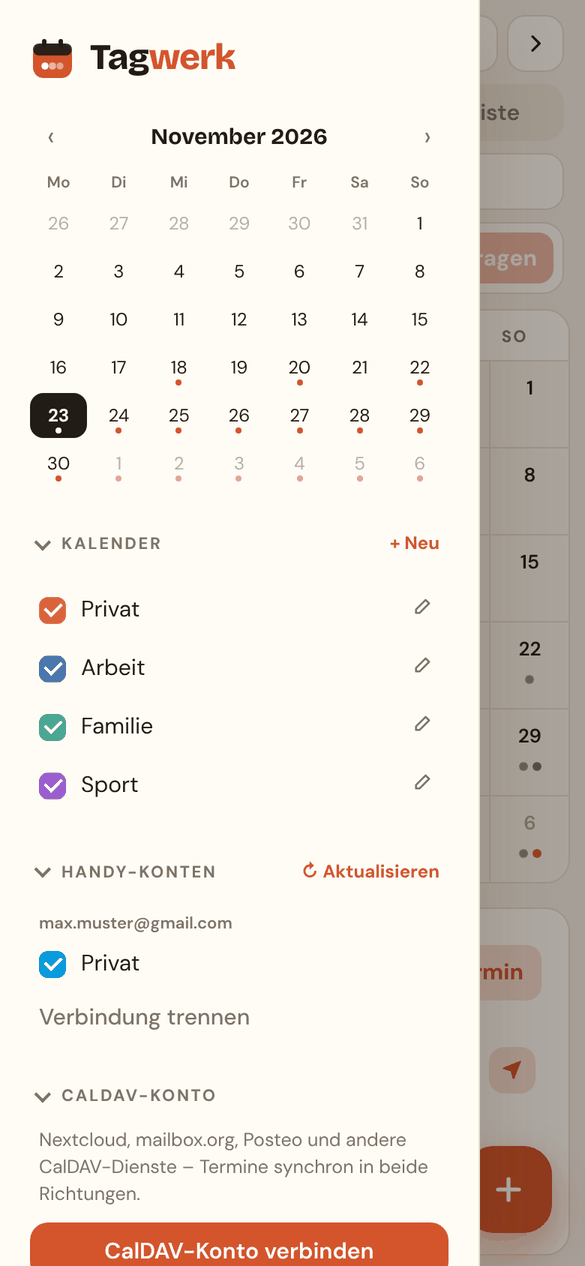 Tagwerk
‹ November 2026 ›
Mo Di Mi Do Fr Sa So
26 27 28 29 30 31 1
2 3 4 5 6 7 8
9 10 11 12 13 14 15
16 17 18 19 20 21 22
23 24 25 26 27 28 29
30 1 2 3 4 5 6
KALENDER + Neu
Privat
Arbeit
Familie
Sport
HANDY-KONTEN ↻ Aktualisieren
max.muster@gmail.com
Privat
Verbindung trennen
CALDAV-KONTO
Nextcloud, mailbox.org, Posteo und andere
CalDAV-Dienste – Termine synchron in beide
Richtungen.
CalDAV-Konto verbinden
iste
ragen
SO
1
8
15
22
29
6
rmin
+